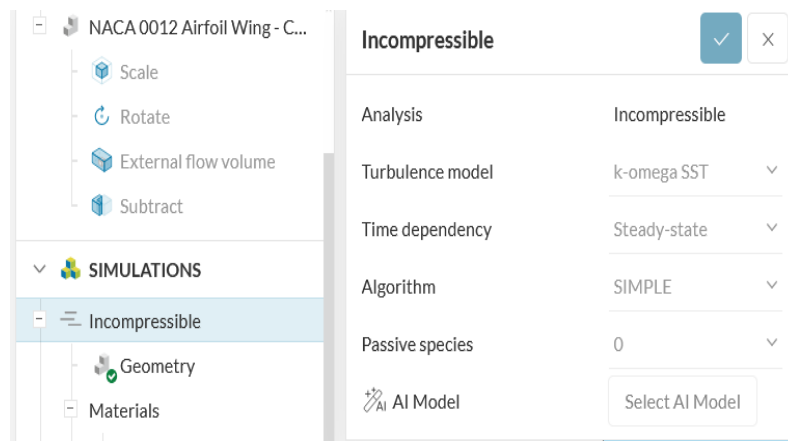 NACA 0012 Airfoil Wing - C...
Scale
Rotate
External flow volume
Subtract
SIMULATIONS
Incompressible
Geometry
Materials
Incompressible
Analysis Incompressible
Turbulence model k-omega SST
Time dependency Steady-state
Algorithm SIMPLE
Passive species 0
AI AI Model Select AI Model